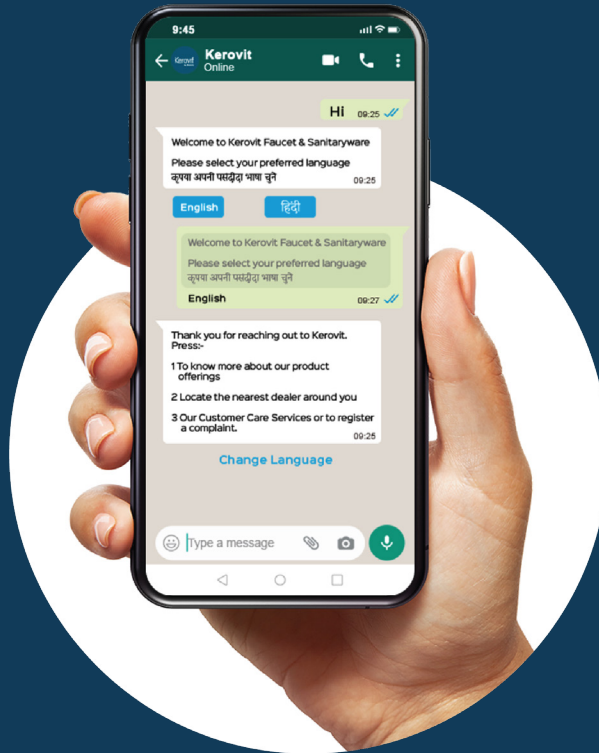 9:45
Kerovit
Kerovit
Online
Hi 09:25
Welcome to Kerovit Faucet & Sanitaryware
Please select your preferred language
कृपया अपनी पसंदीदा भाषा चुने
09:25
English
हिंदी
Welcome to Kerovit Faucet & Sanitaryware
Please select your preferred language
कृपया अपनी पसंदीदा भाषा चुने
English 09:27
Thank you for reaching out to Kerovit.
Press:-
1 To know more about our product
offerings
2 Locate the nearest dealer around you
3 Our Customer Care Services or to register
a complaint.
09:25
Change Language
Type a message